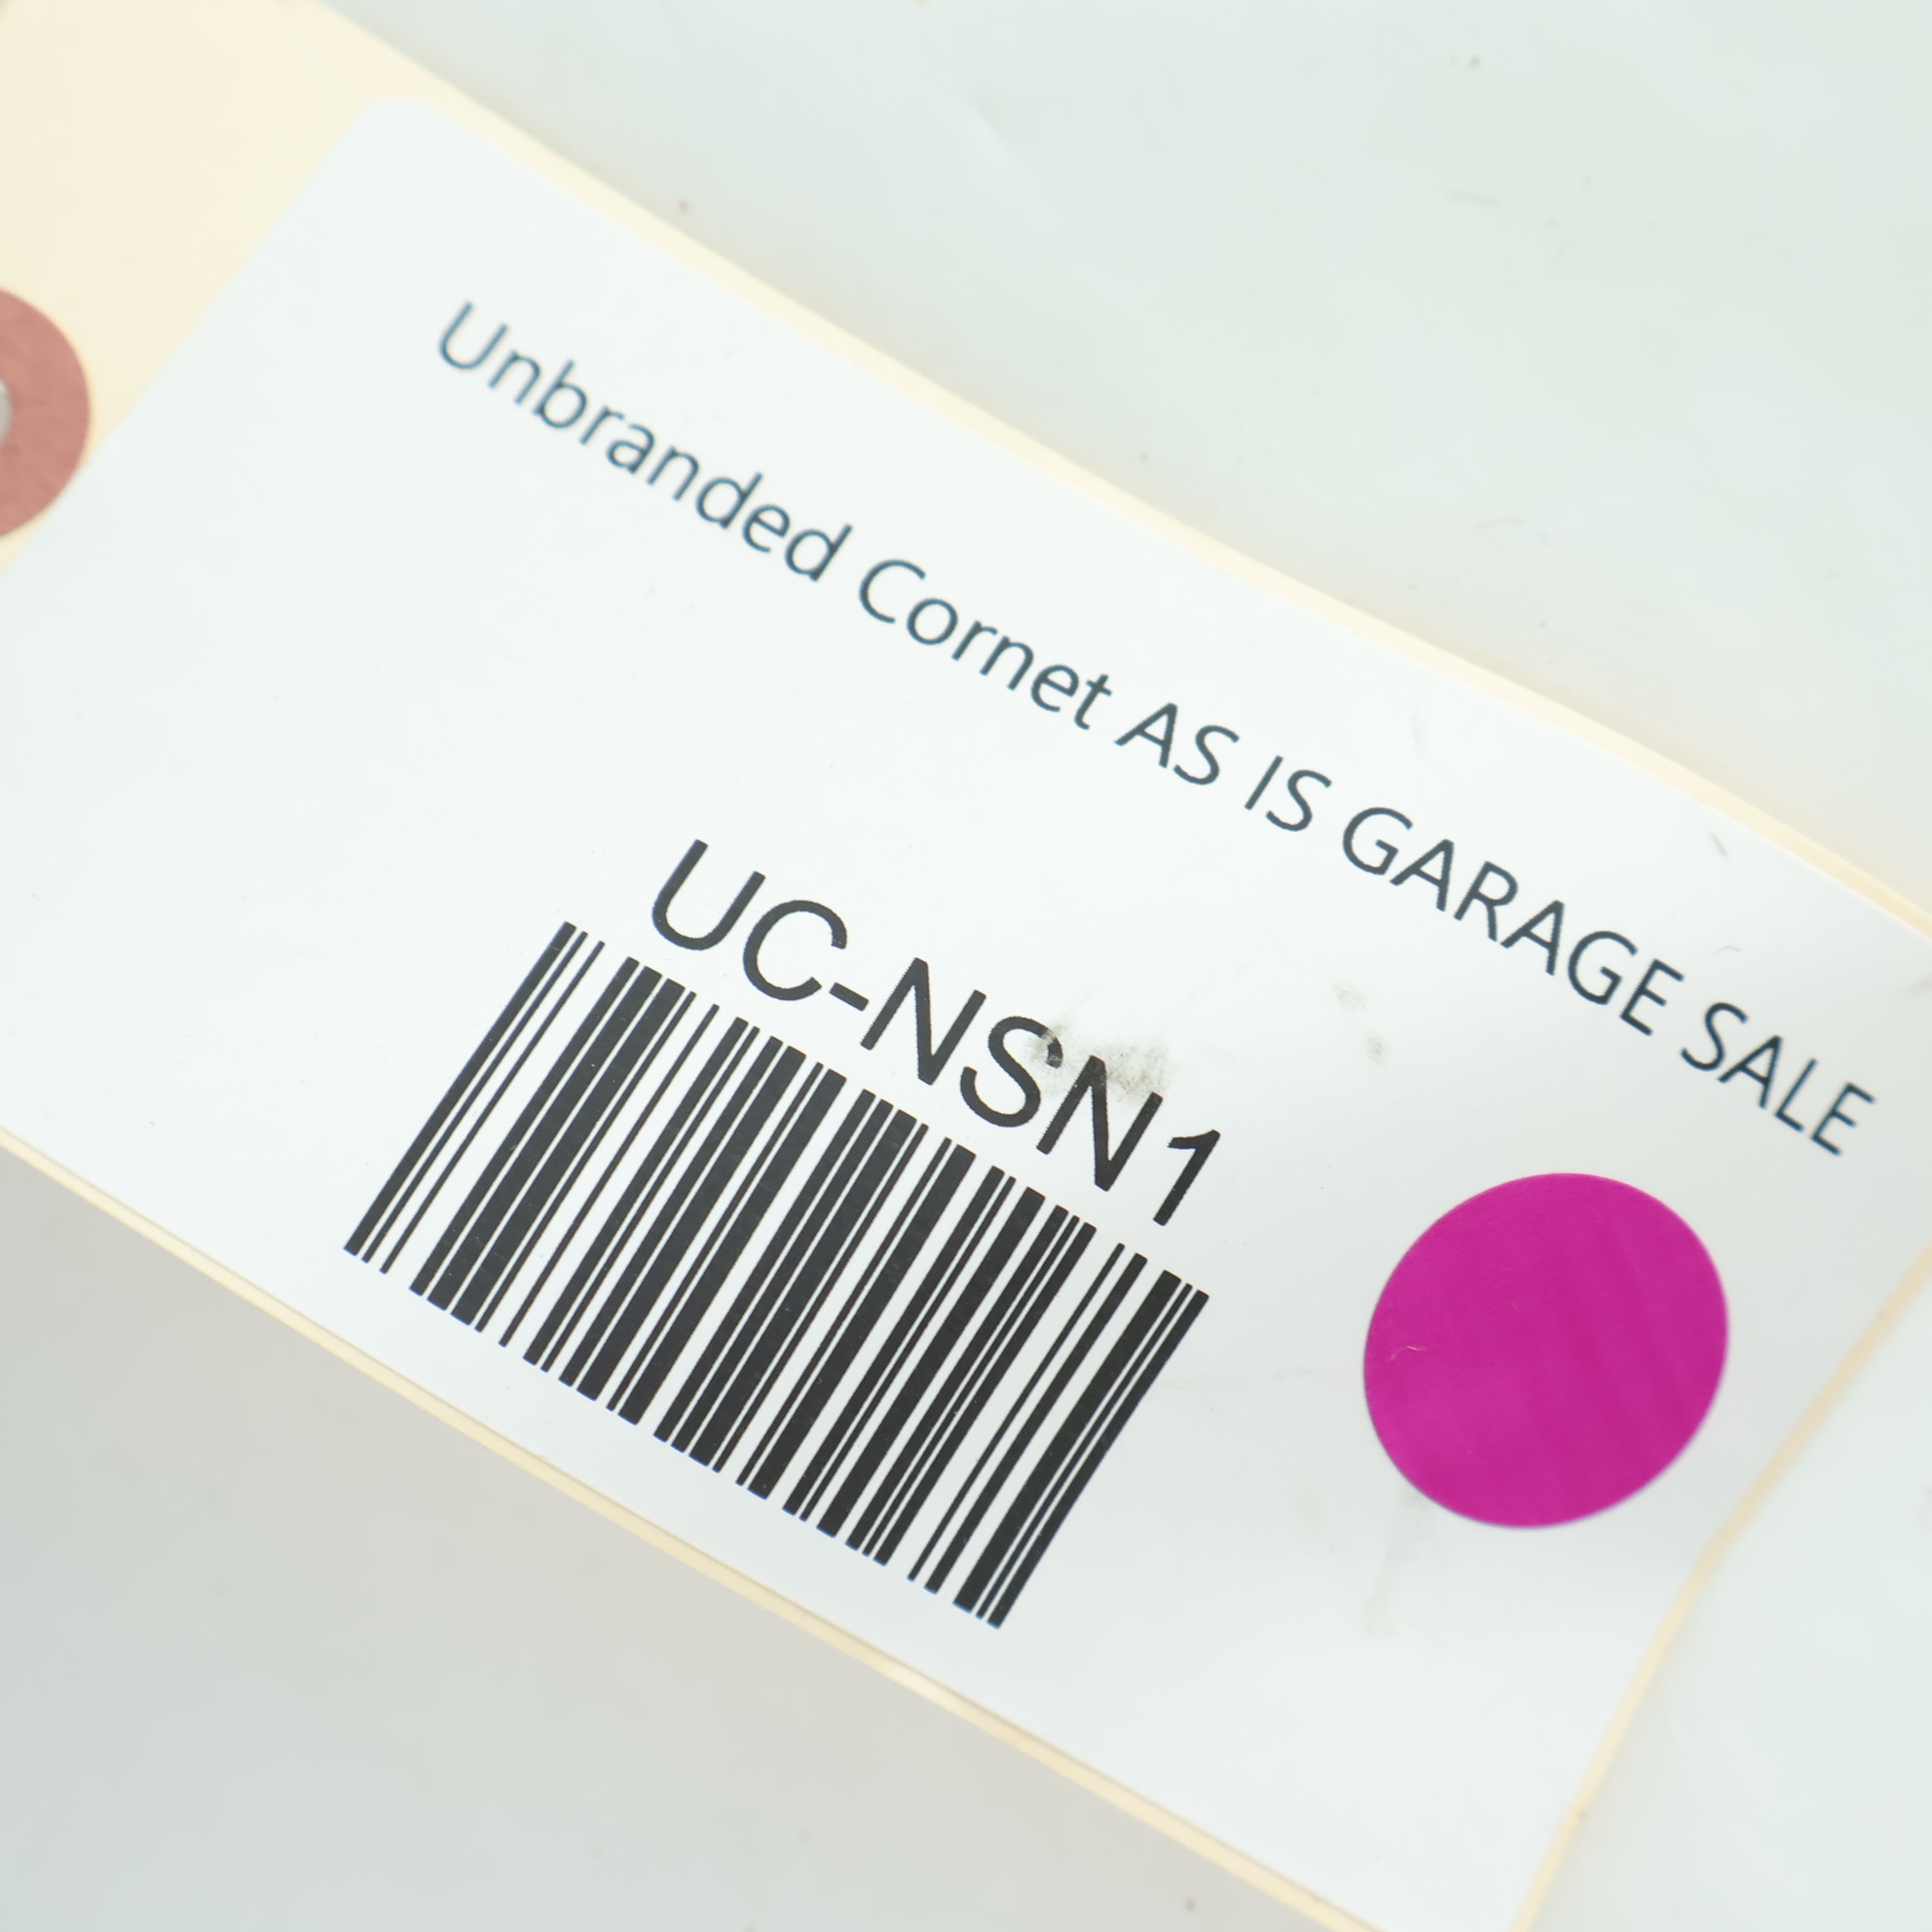 Unbranded Cornet AS IS GARAGE SALE
UC-NSN1